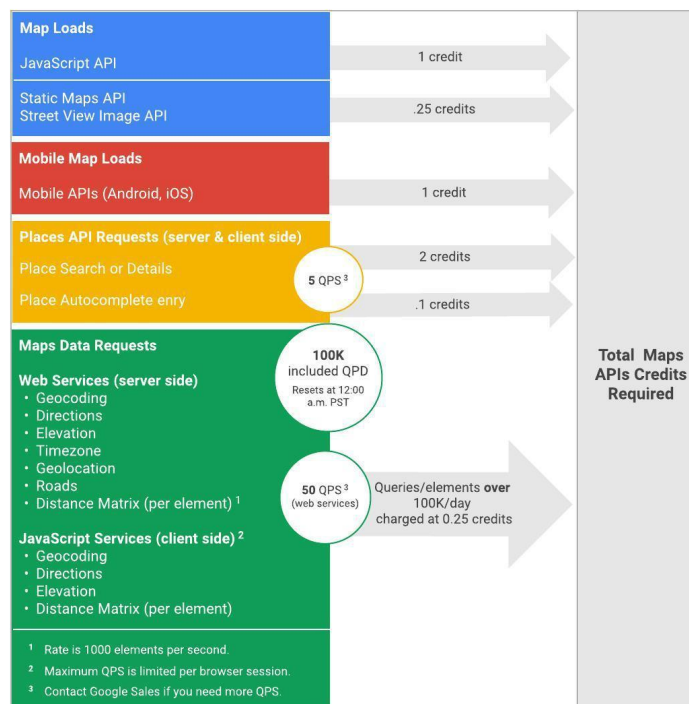 Map Loads
JavaScript API
1 credit
Static Maps API
Street View Image API
.25 credits
Mobile Map Loads
Mobile APIs (Android, iOS)
1 credit
Places API Requests (server & client side)
Place Search or Details
2 credits
5 QPS ³
Place Autocomplete enry
.1 credits
Maps Data Requests
100K
included QPD
Resets at 12:00
a.m. PST
Web Services (server side)
• Geocoding
• Directions
• Elevation
• Timezone
• Geolocation
• Roads
• Distance Matrix (per element) ¹
50 QPS ³
(web services)
Queries/elements over
100K/day
charged at 0.25 credits
JavaScript Services (client side) ²
• Geocoding
• Directions
• Elevation
• Distance Matrix (per element)
¹ Rate is 1000 elements per second.
² Maximum QPS is limited per browser session.
³ Contact Google Sales if you need more QPS.
Total Maps
APIs Credits
Required